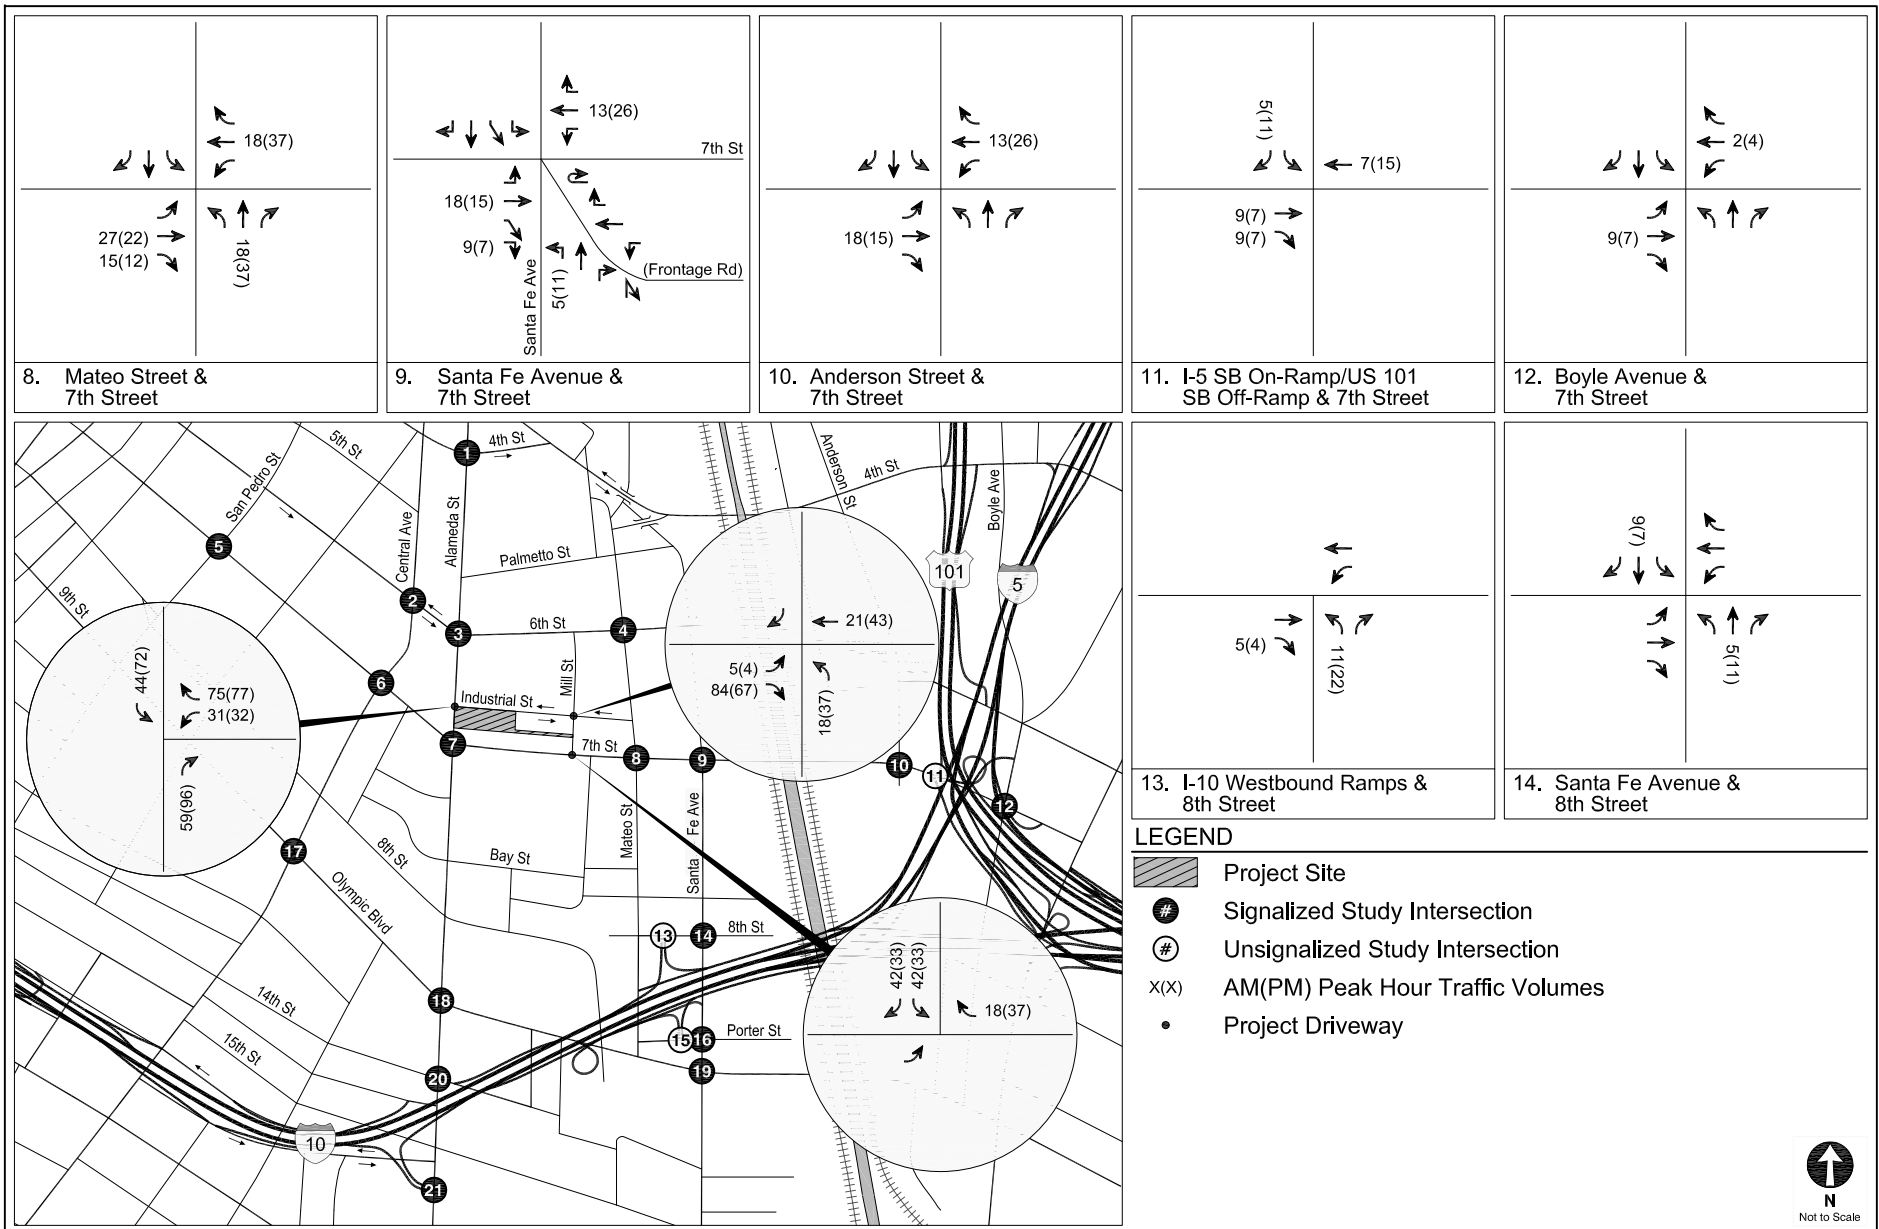 18(37)
27(22)
15(12)
18(37)
8. Mateo Street &
7th Street
13(26)
7th St
18(15)
9(7)
5(11)
Santa Fe Ave
(Frontage Rd)
9. Santa Fe Avenue &
7th Street
13(26)
18(15)
10. Anderson Street &
7th Street
5(11)
7(15)
9(7)
9(7)
11. I-5 SB On-Ramp/US 101
SB Off-Ramp & 7th Street
2(4)
9(7)
12. Boyle Avenue &
7th Street
5(4)
11(22)
13. I-10 Westbound Ramps &
8th Street
9(7)
5(11)
14. Santa Fe Avenue &
8th Street
5th St
1
4th St
San Pedro St
Anderson St
4th St
Boyle Ave
5
Central Ave
Alameda St
Palmetto St
101
5
9th St
2
3
6th St
4
Mill St
6
Industrial St
7
7th St
8
9
10
11
12
44(72)
75(77)
31(32)
59(96)
21(43)
5(4)
84(67)
18(37)
Mateo St
Santa Fe Ave
17
8th St
Bay St
Olympic Blvd
13
14
8th St
42(33)
42(33)
18(37)
18
14th St
15th St
15
16
Porter St
19
20
10
21
LEGEND
Project Site
# Signalized Study Intersection
# Unsignalized Study Intersection
X(X) AM(PM) Peak Hour Traffic Volumes
Project Driveway
N
Not to Scale